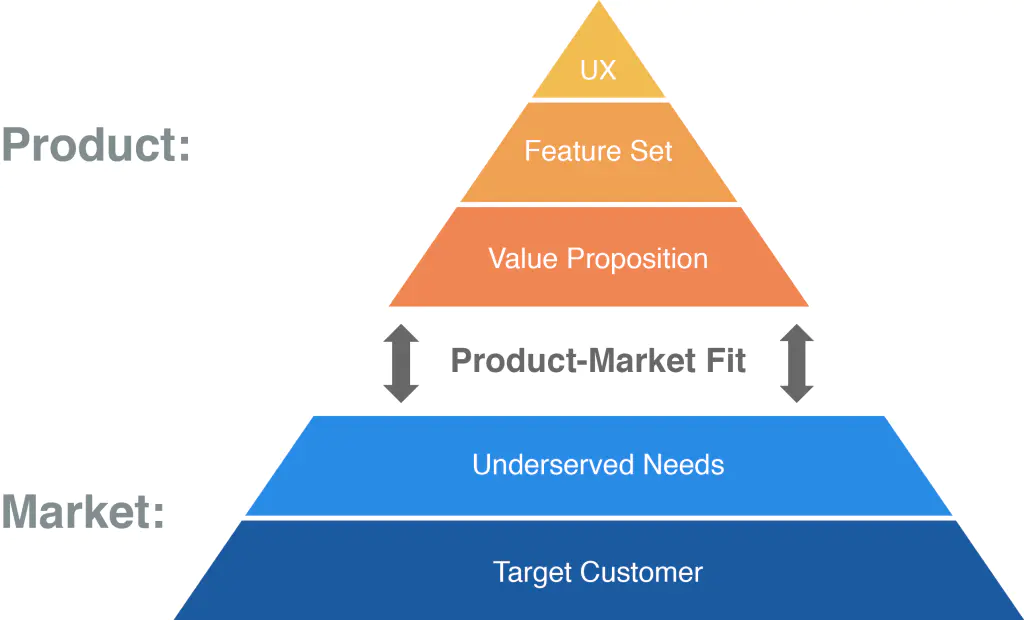 UX
Product:
Feature Set
Value Proposition
Product-Market Fit
Underserved Needs
Market:
Target Customer